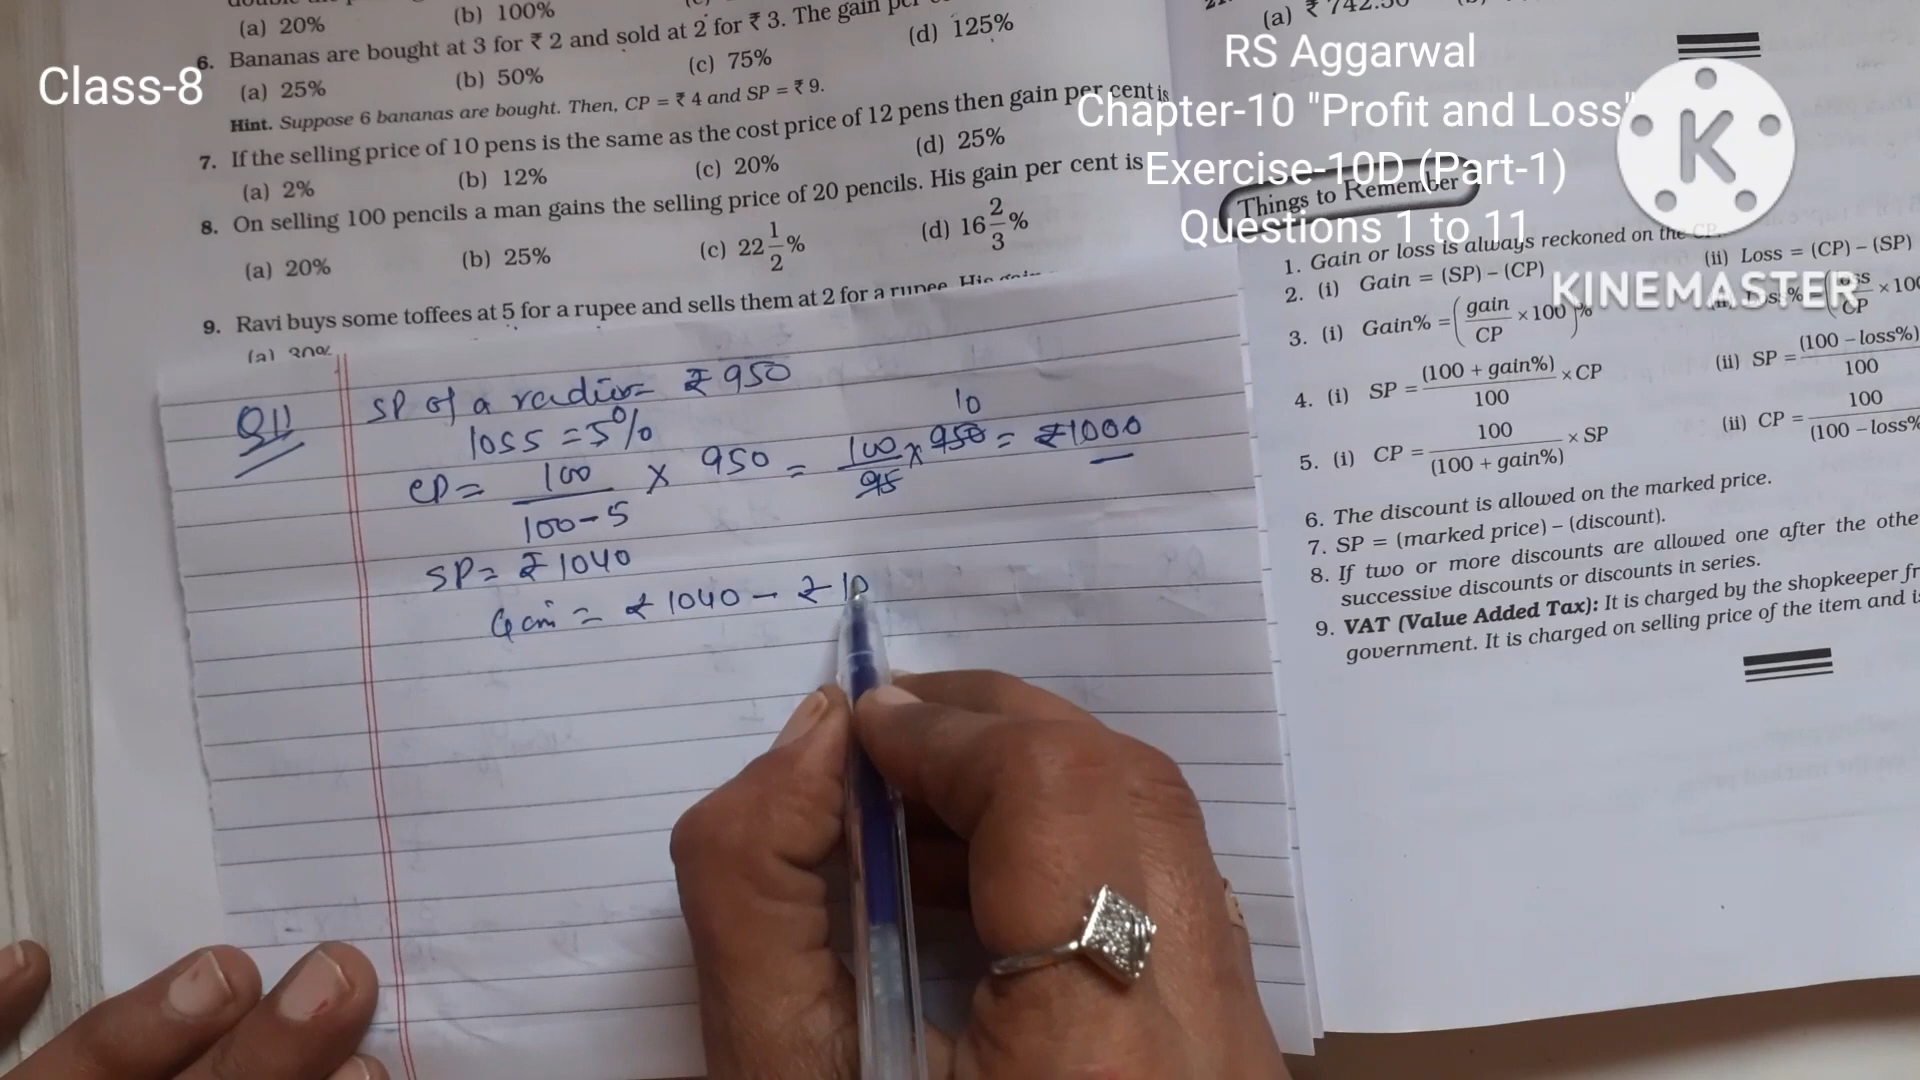 (a) 20%
(b) 100%
6. Bananas are bought at 3 for ₹ 2 and sold at 2 for ₹ 3. The gain per
(a) 25%
(b) 50%
(c) 75%
(d) 125%
Hint. Suppose 6 bananas are bought. Then, CP = ₹ 4 and SP = ₹ 9.
7. If the selling price of 10 pens is the same as the cost price of 12 pens then gain per cent is
(a) 2%
(b) 12%
(c) 20%
(d) 25%
8. On selling 100 pencils a man gains the selling price of 20 pencils. His gain per cent is
(a) 20%
(b) 25%
(c) 22 1/2 %
(d) 16 2/3 %
9. Ravi buys some toffees at 5 for a rupee and sells them at 2 for a rupee. His
Class-8
RS Aggarwal
Chapter-10 "Profit and Loss"
Exercise-10D (Part-1)
Questions 1 to 11
K
KINEMASTER
(a) ₹ 742.50
Things to Remember
1. Gain or loss is always reckoned on the CP.
2. (i) Gain = (SP) – (CP)
(ii) Loss = (CP) – (SP)
3. (i) Gain% = (gain/CP × 100)%
4. (i) SP = (100 + gain%)/100 × CP
(ii) SP = (100 – loss%)/100
5. (i) CP = 100/(100 + gain%) × SP
(ii) CP = 100/(100 – loss%
6. The discount is allowed on the marked price.
7. SP = (marked price) – (discount).
8. If two or more discounts are allowed one after the othe
successive discounts or discounts in series.
9. VAT (Value Added Tax): It is charged by the shopkeeper fr
government. It is charged on selling price of the item and i
Q11
SP of a radio = ₹ 950
loss = 5%
CP = 100/100-5 × 950 = 100/95 × 950 = ₹1000
10
SP = ₹ 1040
Gain = ₹ 1040 - ₹ 10